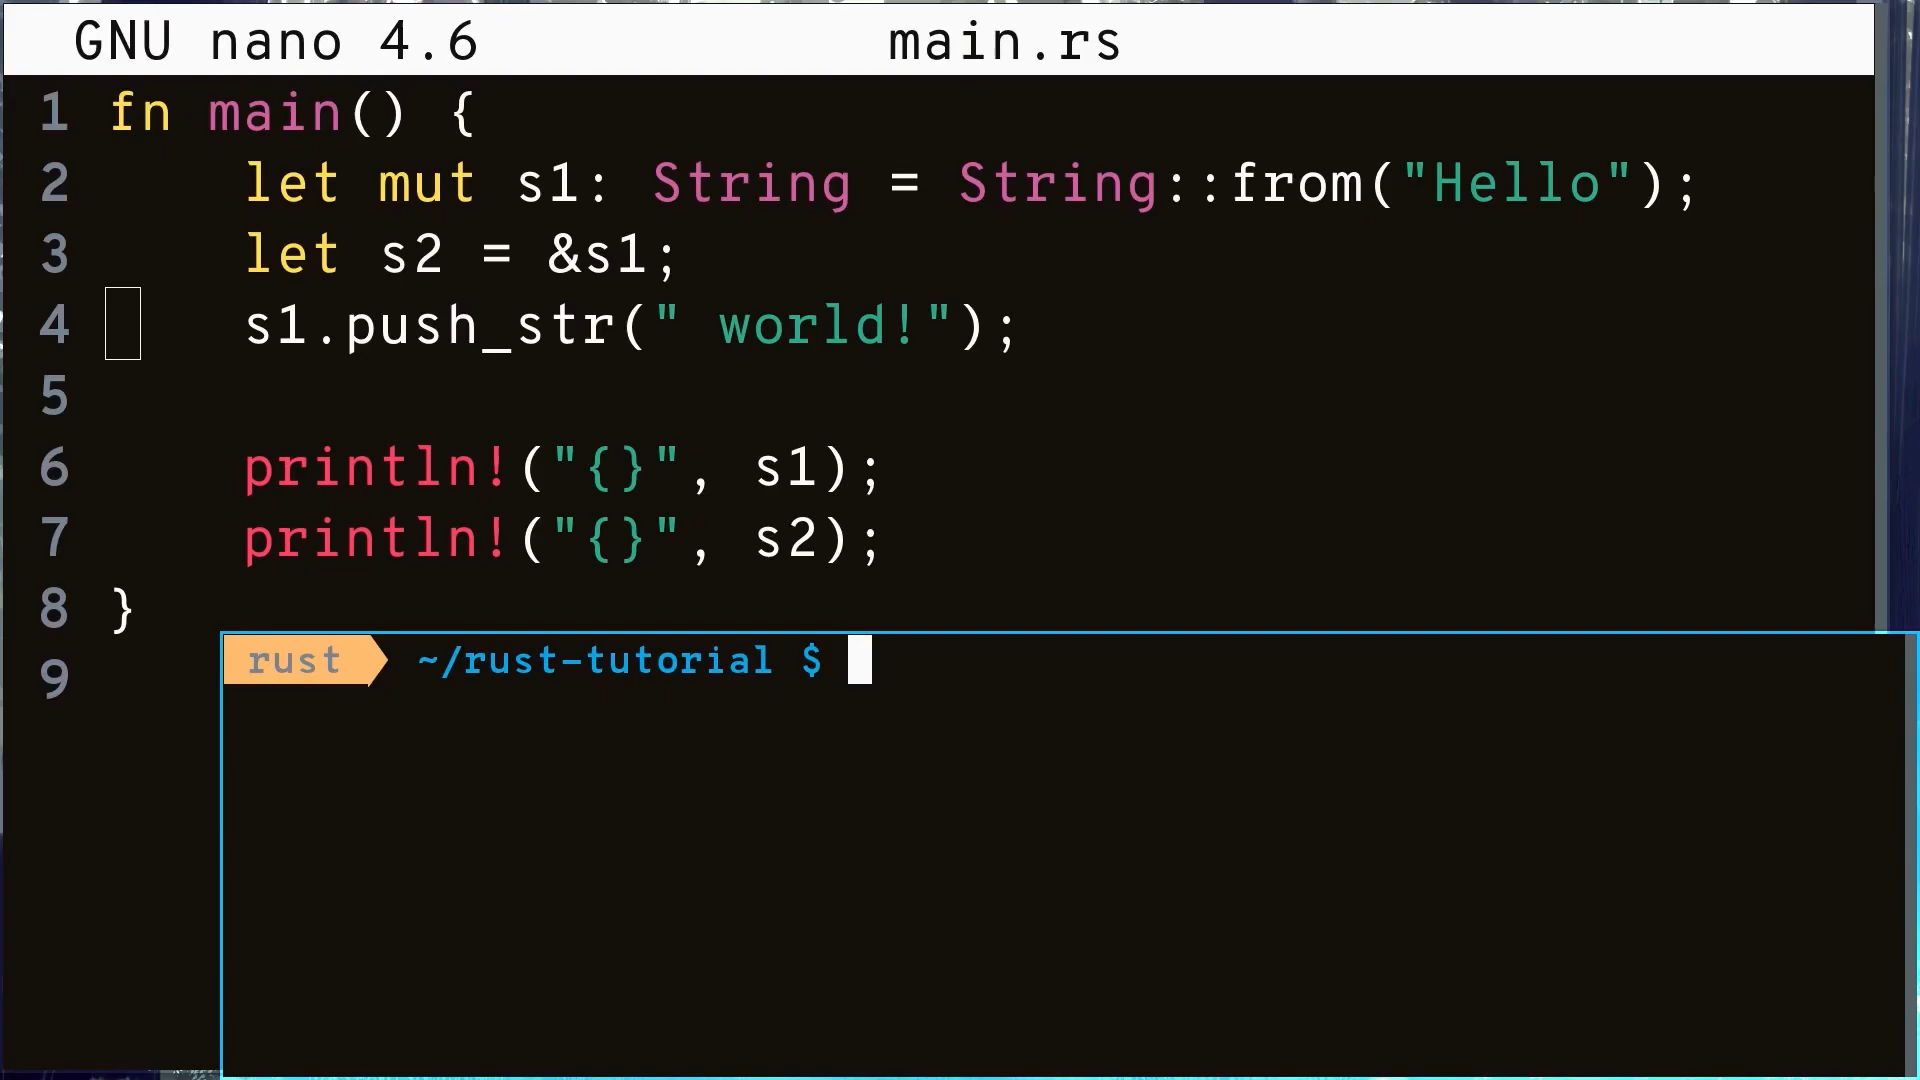 GNU nano 4.6 main.rs
1 fn main() {
2     let mut s1: String = String::from("Hello");
3     let s2 = &s1;
4     s1.push_str(" world!");
5
6     println!("{}", s1);
7     println!("{}", s2);
8 }
9
rust ~/rust-tutorial $